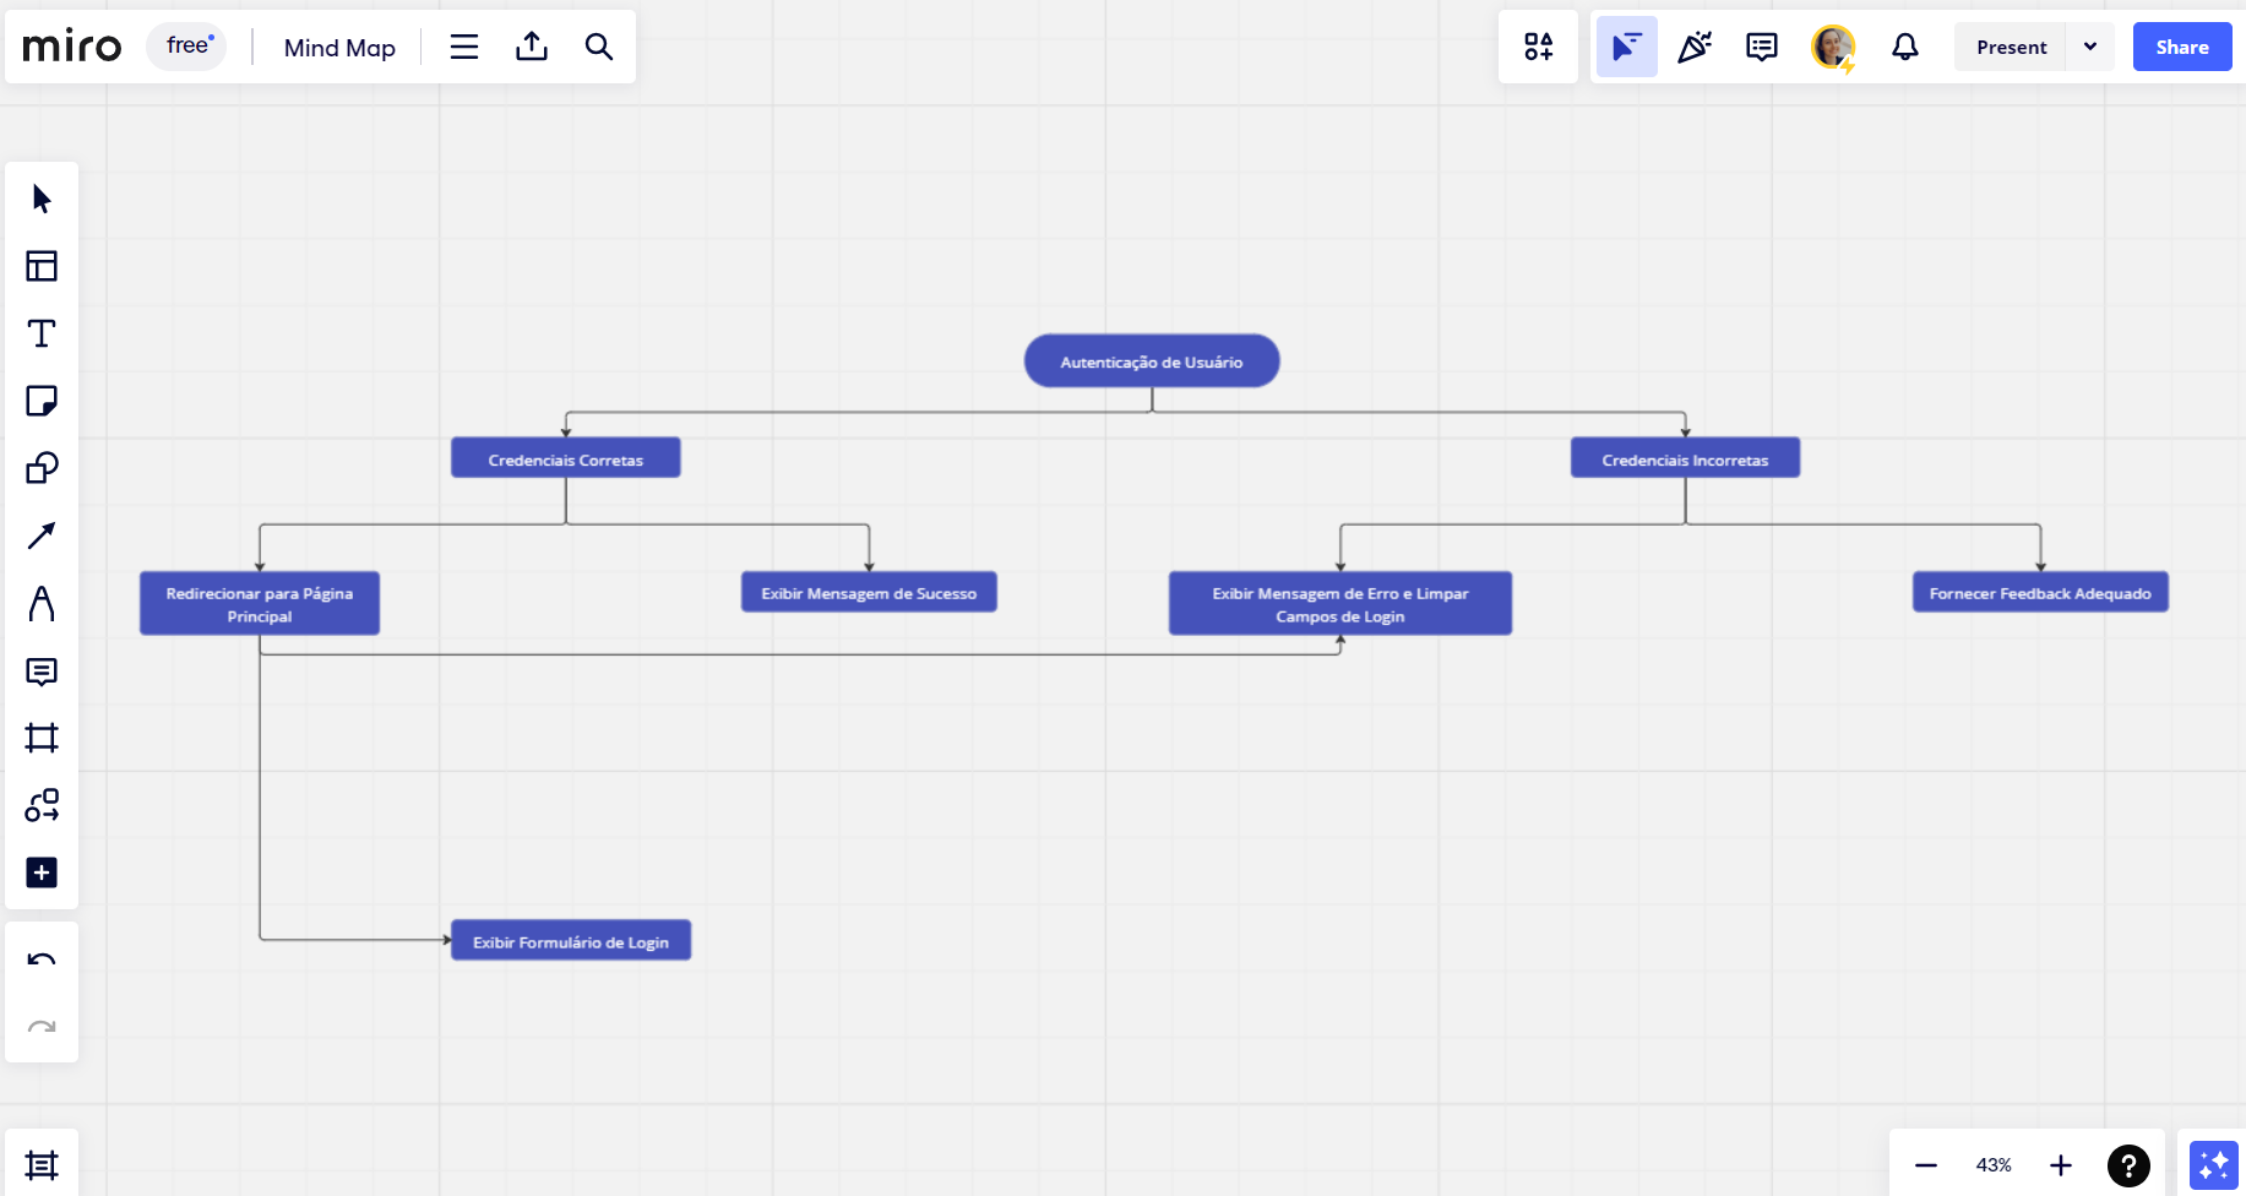 miro
free
Mind Map
Present
Share
Autenticação de Usuário
Credenciais Corretas
Credenciais Incorretas
Redirecionar para Página
Principal
Exibir Mensagem de Sucesso
Exibir Mensagem de Erro e Limpar
Campos de Login
Fornecer Feedback Adequado
Exibir Formulário de Login
43%